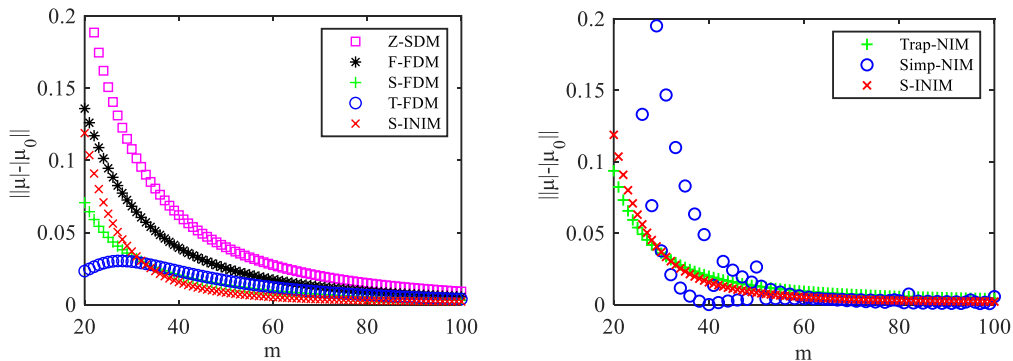 0.2
0.15
0.1
0.05
0
20 40 60 80 100
m
||μ|-|μ0||
Z-SDM
F-FDM
S-FDM
T-FDM
S-INIM
0.2
0.15
0.1
0.05
0
20 40 60 80 100
m
||μ|-|μ0||
Trap-NIM
Simp-NIM
S-INIM